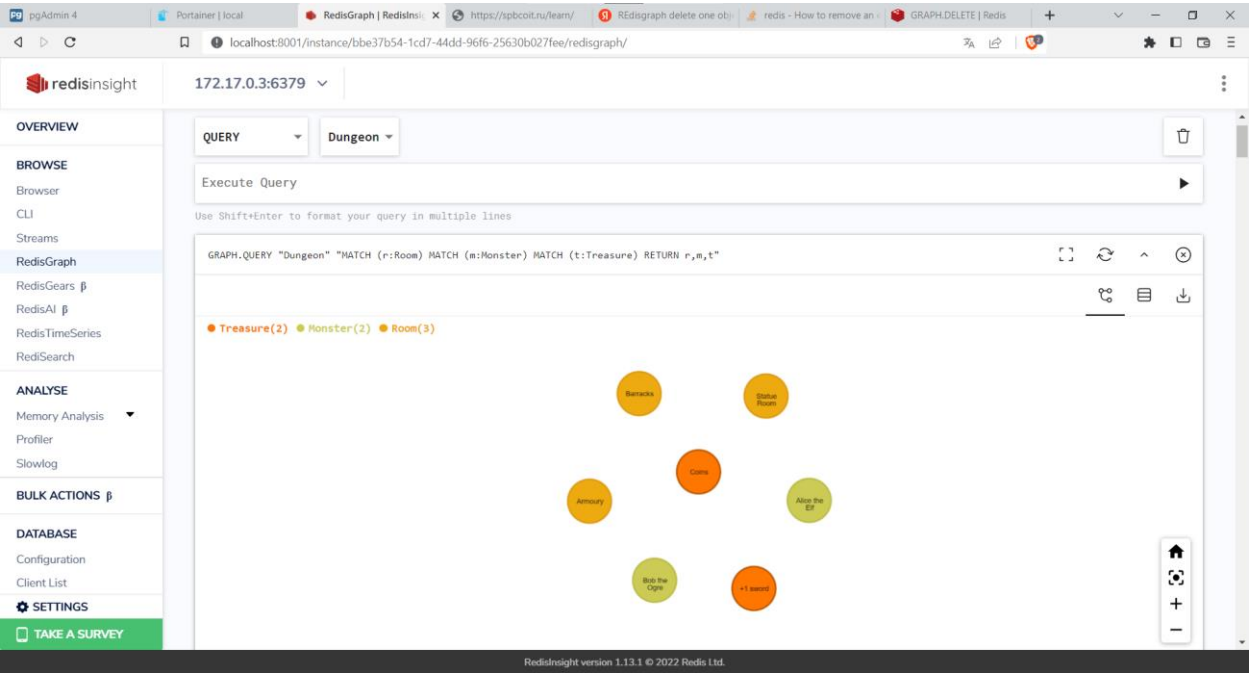 pgAdmin 4
Portainer | local
RedisGraph | RedisInsi
https://spbcoit.ru/learn/
REdisgraph delete one obj
redis - How to remove an
GRAPH.DELETE | Redis
localhost:8001/instance/bbe37b54-1cd7-44dd-96f6-25630b027fee/redisgraph/
redisinsight
172.17.0.3:6379
OVERVIEW
BROWSE
Browser
CLI
Streams
RedisGraph
RedisGears β
RedisAI β
RedisTimeSeries
RediSearch
ANALYSE
Memory Analysis
Profiler
Slowlog
BULK ACTIONS β
DATABASE
Configuration
Client List
SETTINGS
TAKE A SURVEY
QUERY
Dungeon
Execute Query
Use Shift+Enter to format your query in multiple lines
GRAPH.QUERY "Dungeon" "MATCH (r:Room) MATCH (m:Monster) MATCH (t:Treasure) RETURN r,m,t"
Treasure(2) Monster(2) Room(3)
Barracks
Statue
Room
Coins
Armoury
Alice the
Elf
Bob the
Ogre
+1 sword
RedisInsight version 1.13.1 © 2022 Redis Ltd.